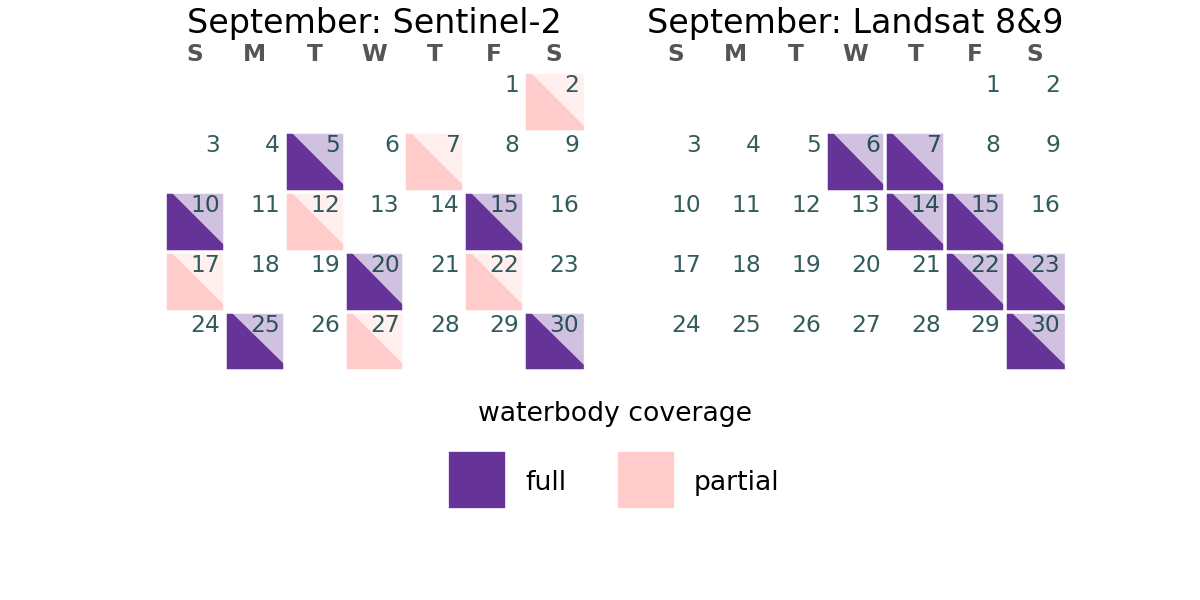 September: Sentinel-2
S M T W T F S
1 2
3 4 5 6 7 8 9
10 11 12 13 14 15 16
17 18 19 20 21 22 23
24 25 26 27 28 29 30
September: Landsat 8&9
S M T W T F S
1 2
3 4 5 6 7 8 9
10 11 12 13 14 15 16
17 18 19 20 21 22 23
24 25 26 27 28 29 30
waterbody coverage
full partial